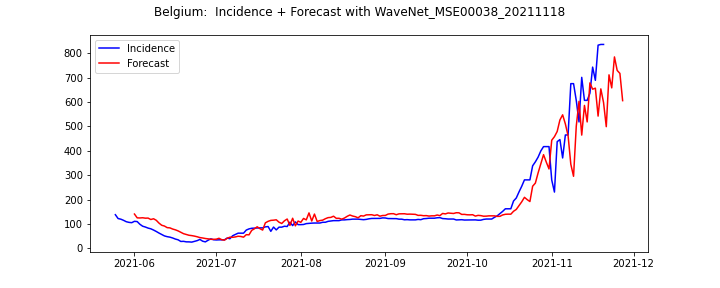 Belgium:  Incidence + Forecast with WaveNet_MSE00038_20211118
Incidence
Forecast
800
700
600
500
400
300
200
100
0
2021-06 2021-07 2021-08 2021-09 2021-10 2021-11 2021-12